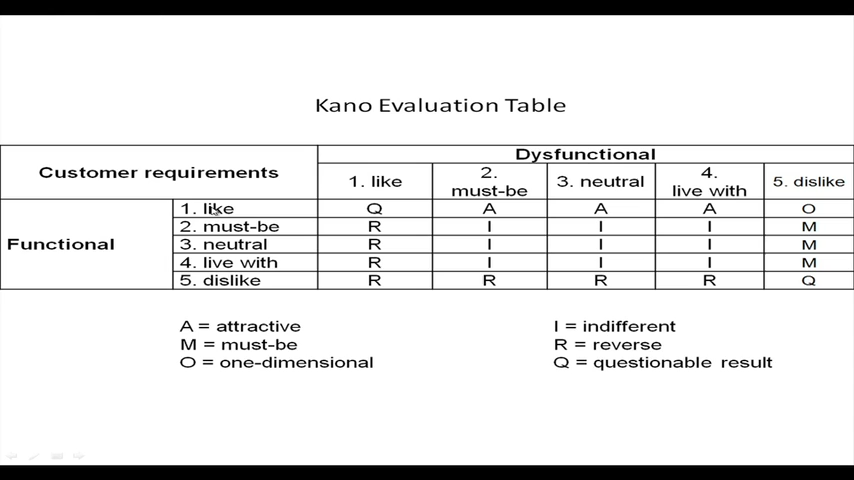 Kano Evaluation Table
Customer requirements
Dysfunctional
1. like
2. must-be
3. neutral
4. live with
5. dislike
Functional
1. like Q A A A O
2. must-be R I I I M
3. neutral R I I I M
4. live with R I I I M
5. dislike R R R R Q
A = attractive
M = must-be
O = one-dimensional
I = indifferent
R = reverse
Q = questionable result